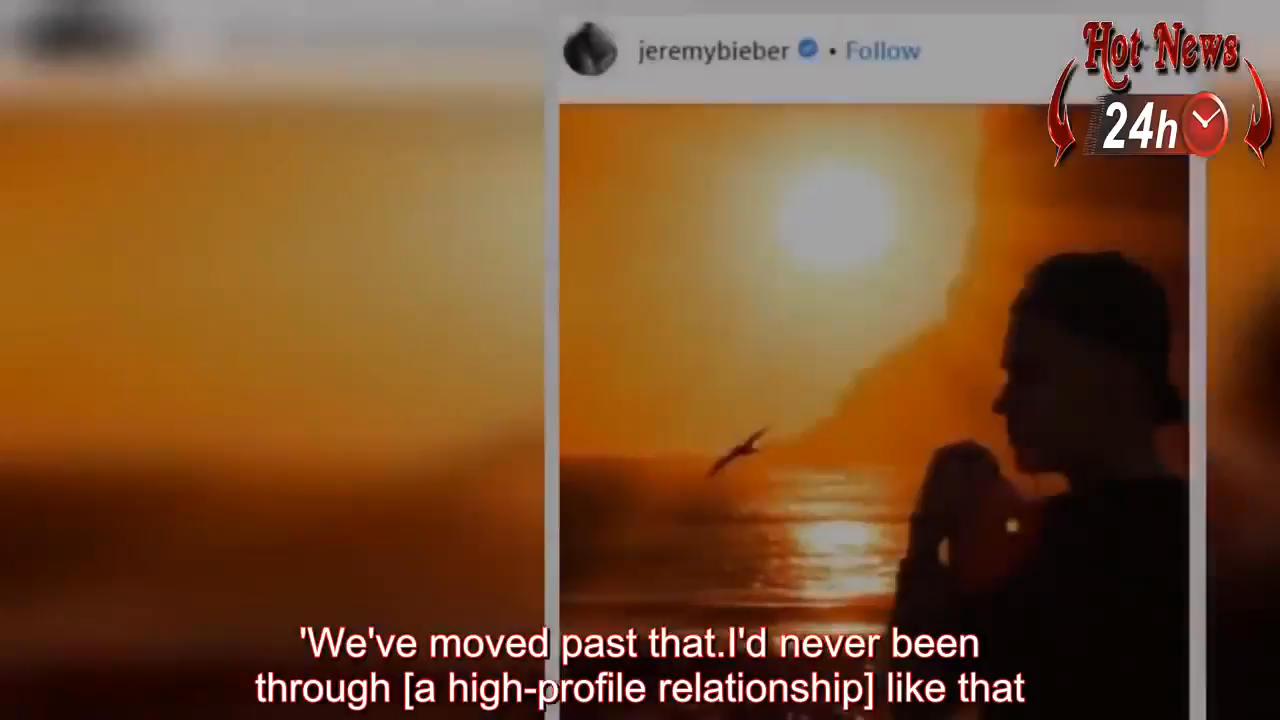 jeremybieber • Follow
Hot News
24h
'We've moved past that.I'd never been
through [a high-profile relationship] like that